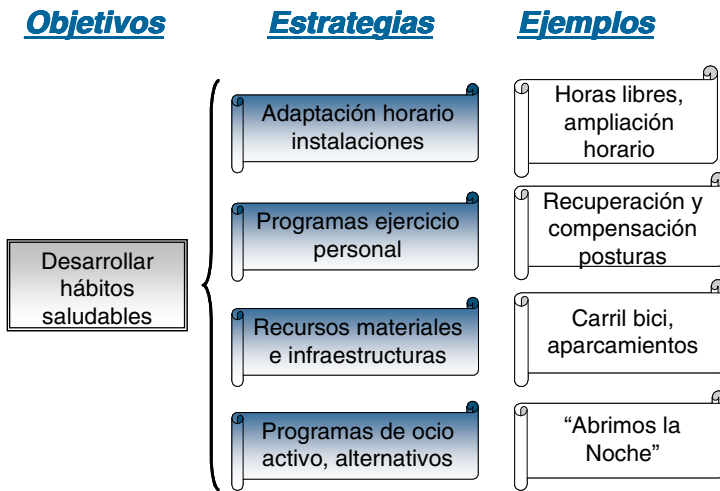 Objetivos
Estrategias
Ejemplos
Adaptación horario
instalaciones
Horas libres,
ampliación
horario
Programas ejercicio
personal
Recuperación y
compensación
posturas
Desarrollar
hábitos
saludables
Recursos materiales
e infraestructuras
Carril bici,
aparcamientos
Programas de ocio
activo, alternativos
“Abrimos la
Noche”